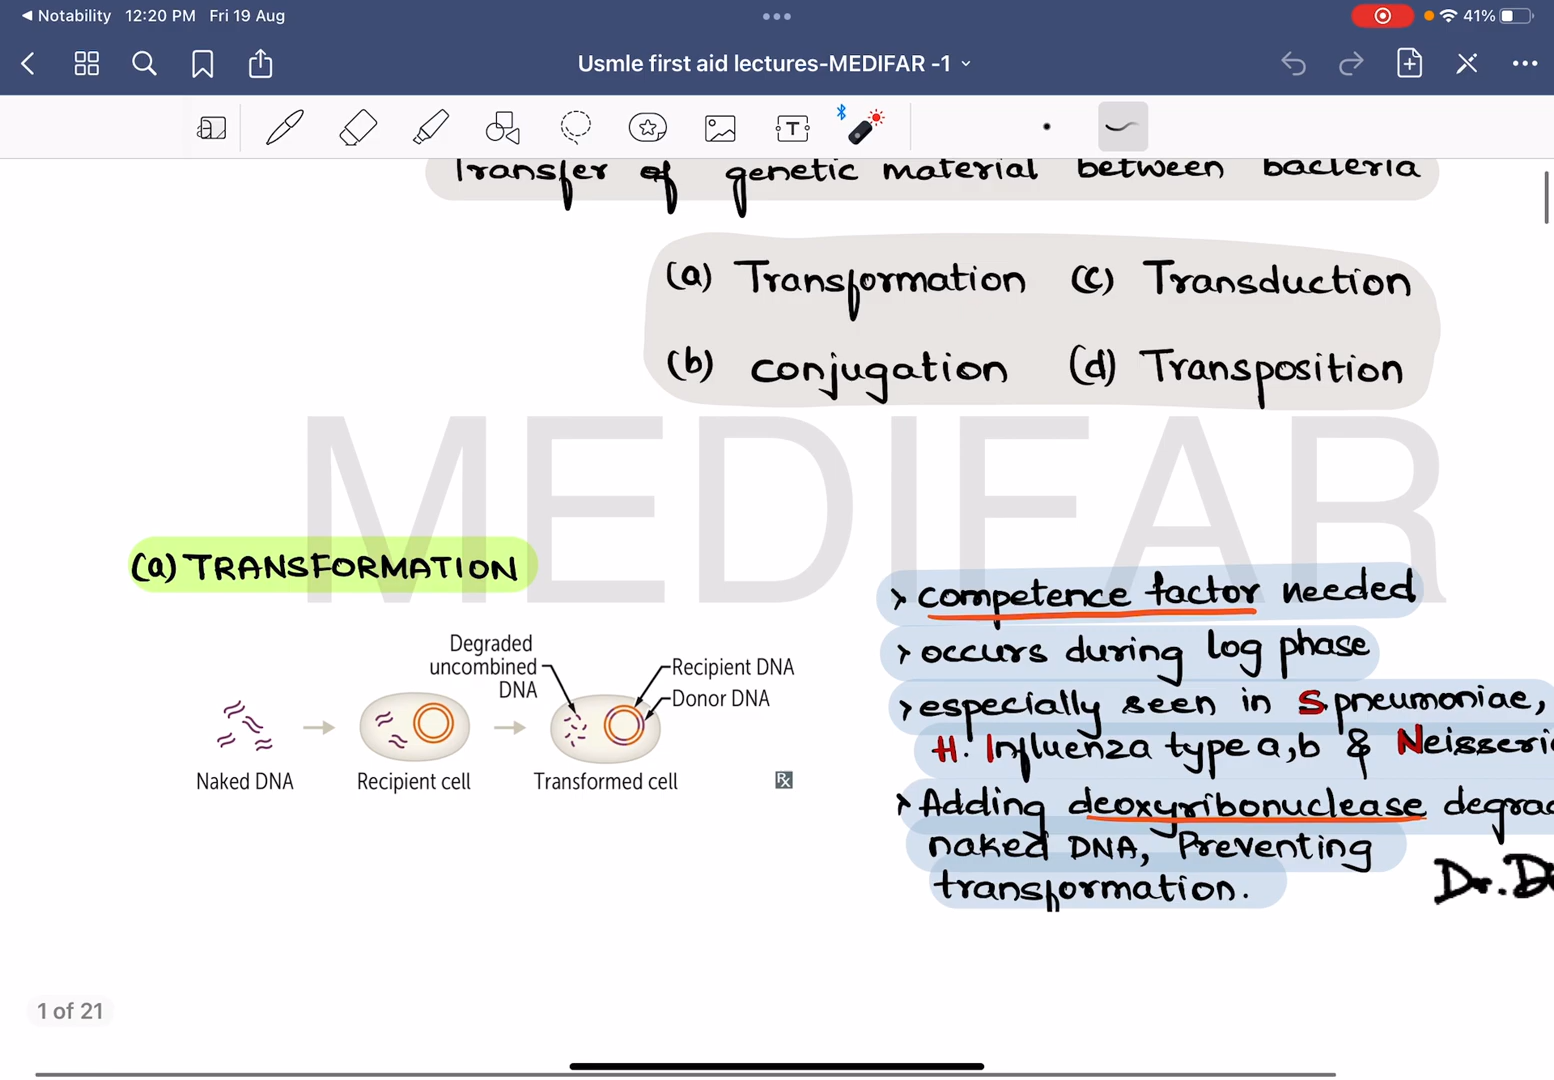 Notability 12:20 PM Fri 19 Aug
41%
Usmle first aid lectures-MEDIFAR -1
T
Transfer of genetic material between bacteria
(a) Transformation (c) Transduction
(b) conjugation (d) Transposition
MEDIFAR
(a) TRANSFORMATION
> competence factor needed
> occurs during log phase
> especially seen in S pneumoniae,
H. Influenza type a,b & Neisseri
> Adding deoxyribonuclease degrad
naked DNA, Preventing
transformation.
Degraded
uncombined
DNA
Recipient DNA
Donor DNA
Naked DNA
Recipient cell
Transformed cell
Rx
Dr.D
1 of 21